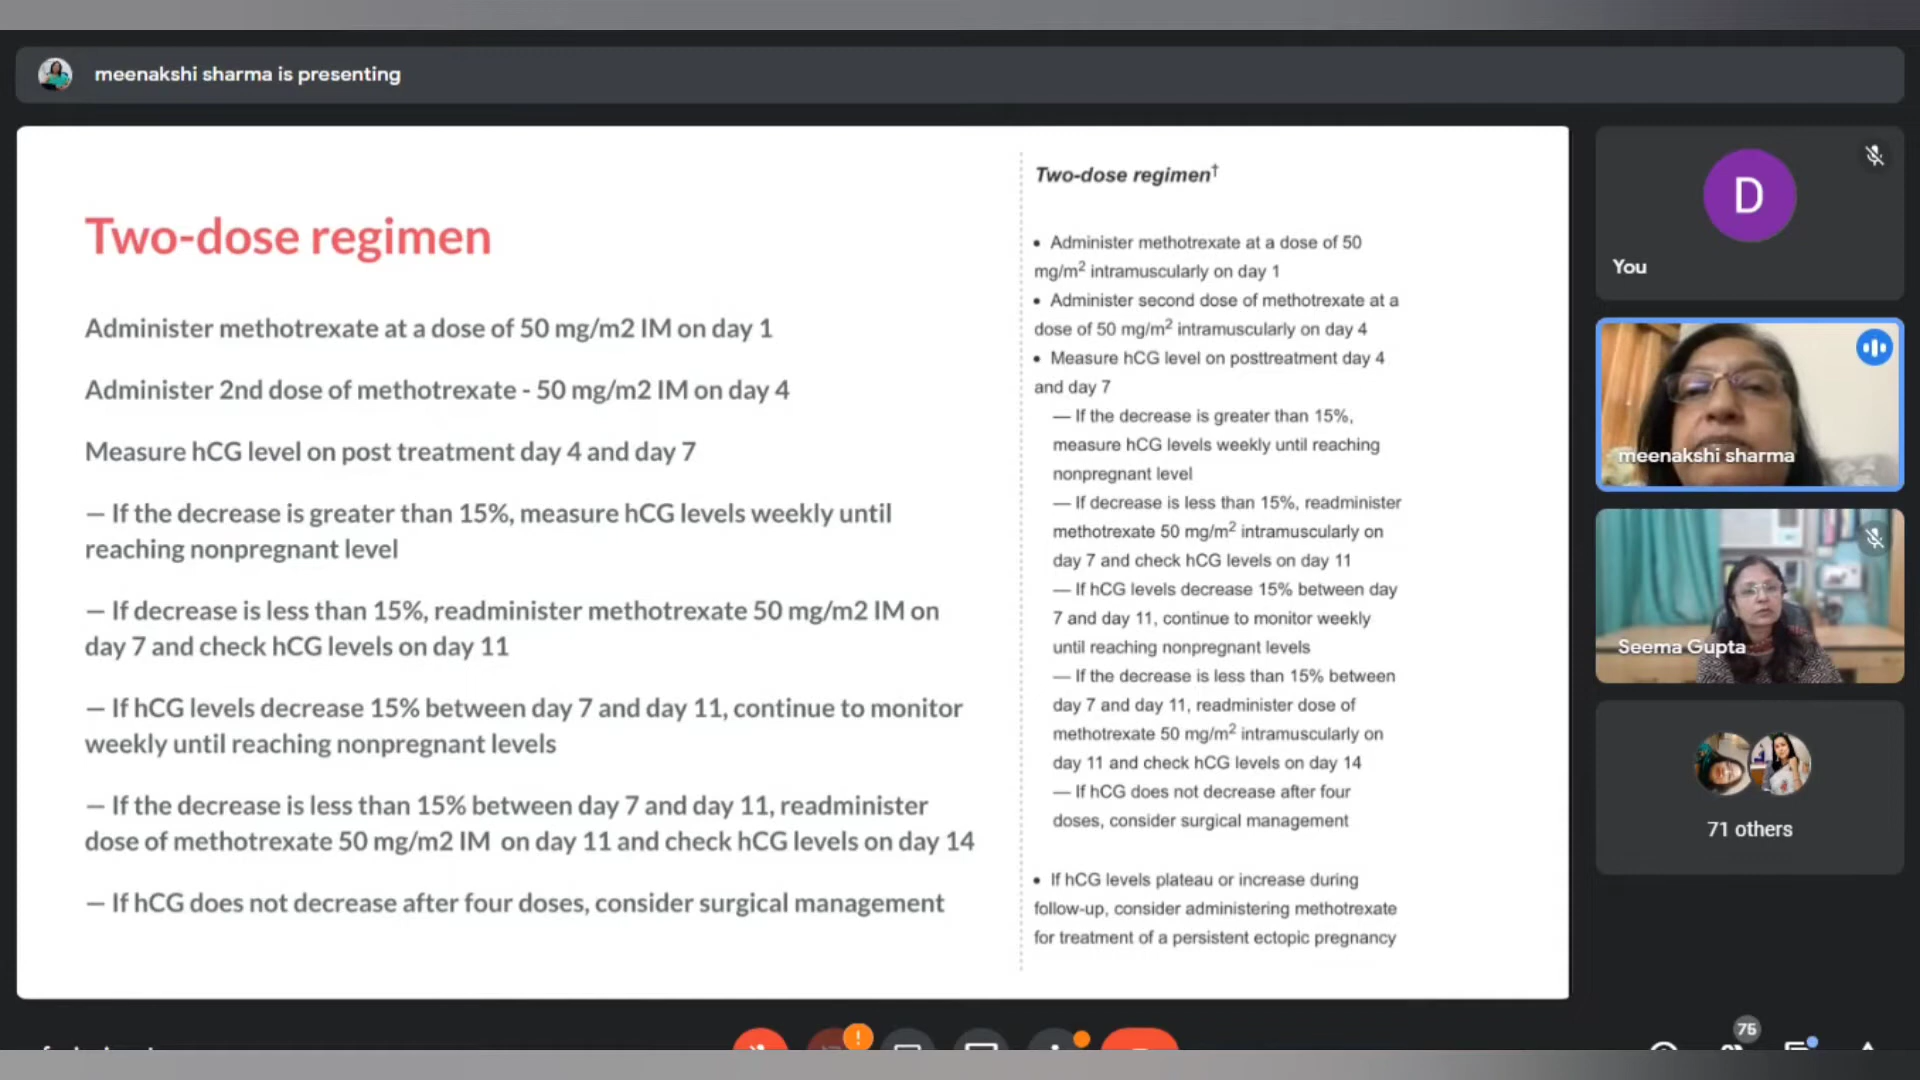 meenakshi sharma is presenting
Two-dose regimen
Administer methotrexate at a dose of 50 mg/m2 IM on day 1
Administer 2nd dose of methotrexate - 50 mg/m2 IM on day 4
Measure hCG level on post treatment day 4 and day 7
— If the decrease is greater than 15%, measure hCG levels weekly until
reaching nonpregnant level
— If decrease is less than 15%, readminister methotrexate 50 mg/m2 IM on
day 7 and check hCG levels on day 11
— If hCG levels decrease 15% between day 7 and day 11, continue to monitor
weekly until reaching nonpregnant levels
— If the decrease is less than 15% between day 7 and day 11, readminister
dose of methotrexate 50 mg/m2 IM on day 11 and check hCG levels on day 14
— If hCG does not decrease after four doses, consider surgical management
Two-dose regimen†
• Administer methotrexate at a dose of 50
mg/m² intramuscularly on day 1
• Administer second dose of methotrexate at a
dose of 50 mg/m² intramuscularly on day 4
• Measure hCG level on posttreatment day 4
and day 7
— If the decrease is greater than 15%,
measure hCG levels weekly until reaching
nonpregnant level
— If decrease is less than 15%, readminister
methotrexate 50 mg/m² intramuscularly on
day 7 and check hCG levels on day 11
— If hCG levels decrease 15% between day
7 and day 11, continue to monitor weekly
until reaching nonpregnant levels
— If the decrease is less than 15% between
day 7 and day 11, readminister dose of
methotrexate 50 mg/m² intramuscularly on
day 11 and check hCG levels on day 14
— If hCG does not decrease after four
doses, consider surgical management
• If hCG levels plateau or increase during
follow-up, consider administering methotrexate
for treatment of a persistent ectopic pregnancy
D
You
meenakshi sharma
Seema Gupta
71 others
75